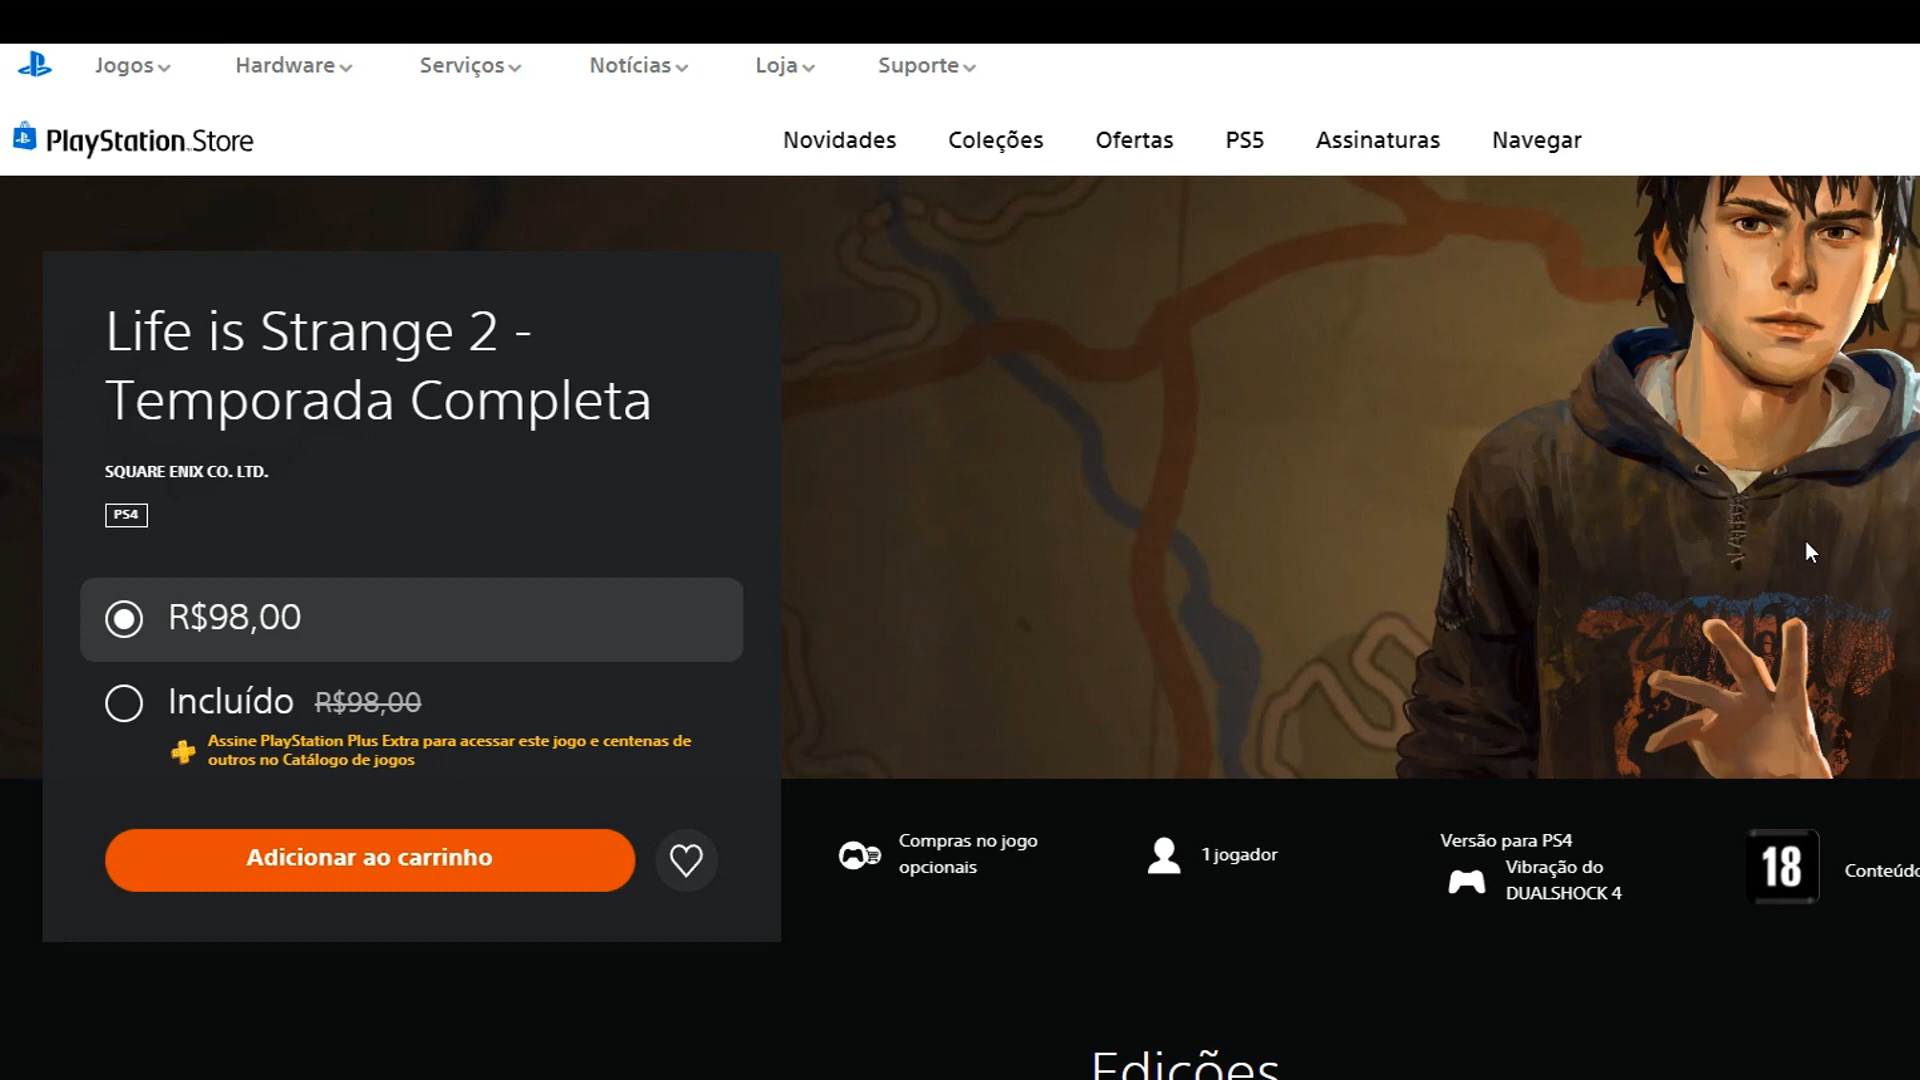 Jogos
Hardware
Serviços
Notícias
Loja
Suporte
PlayStation Store
Novidades
Coleções
Ofertas
PS5
Assinaturas
Navegar
Life is Strange 2 -
Temporada Completa
SQUARE ENIX CO. LTD.
PS4
R$98,00
Incluído R$98,00
Assine PlayStation Plus Extra para acessar este jogo e centenas de
outros no Catálogo de jogos
Adicionar ao carrinho
Compras no jogo
opcionais
1 jogador
Versão para PS4
Vibração do
DUALSHOCK 4
18
Conteúdo
Edições